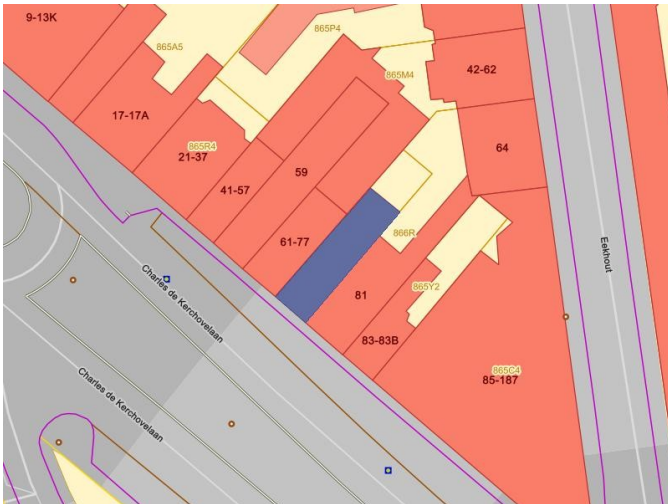 9-13K
865A5
865P4
42-62
865M4
17-17A
21-37
865R4
64
59
41-57
61-77
866R
Eekhout
81
865Y2
83-83B
865C4
85-187
Charles de Kerchovelaan
Charles de Kerchovelaan